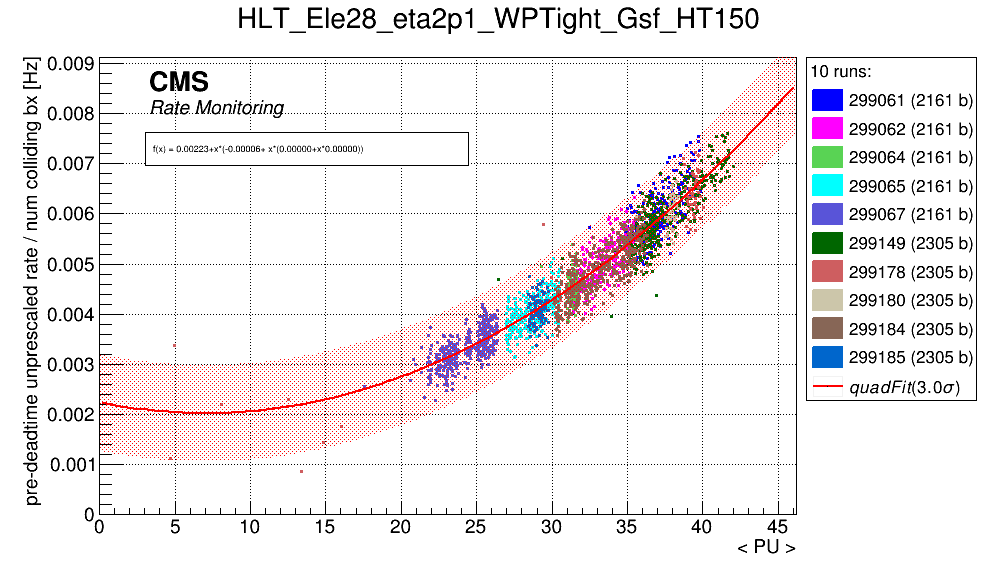 HLT_Ele28_eta2p1_WPTight_Gsf_HT150
pre-deadtime unprescaled rate / num colliding bx [Hz]
0.009
0.008
0.007
0.006
0.005
0.004
0.003
0.002
0.001
0
CMS
Rate Monitoring
f(x) = 0.00223+x*(-0.00006+ x*(0.00000+x*0.00000))
0 5 10 15 20 25 30 35 40 45
< PU >
10 runs:
299061 (2161 b)
299062 (2161 b)
299064 (2161 b)
299065 (2161 b)
299067 (2161 b)
299149 (2305 b)
299178 (2305 b)
299180 (2305 b)
299184 (2305 b)
299185 (2305 b)
quadFit(3.0σ)